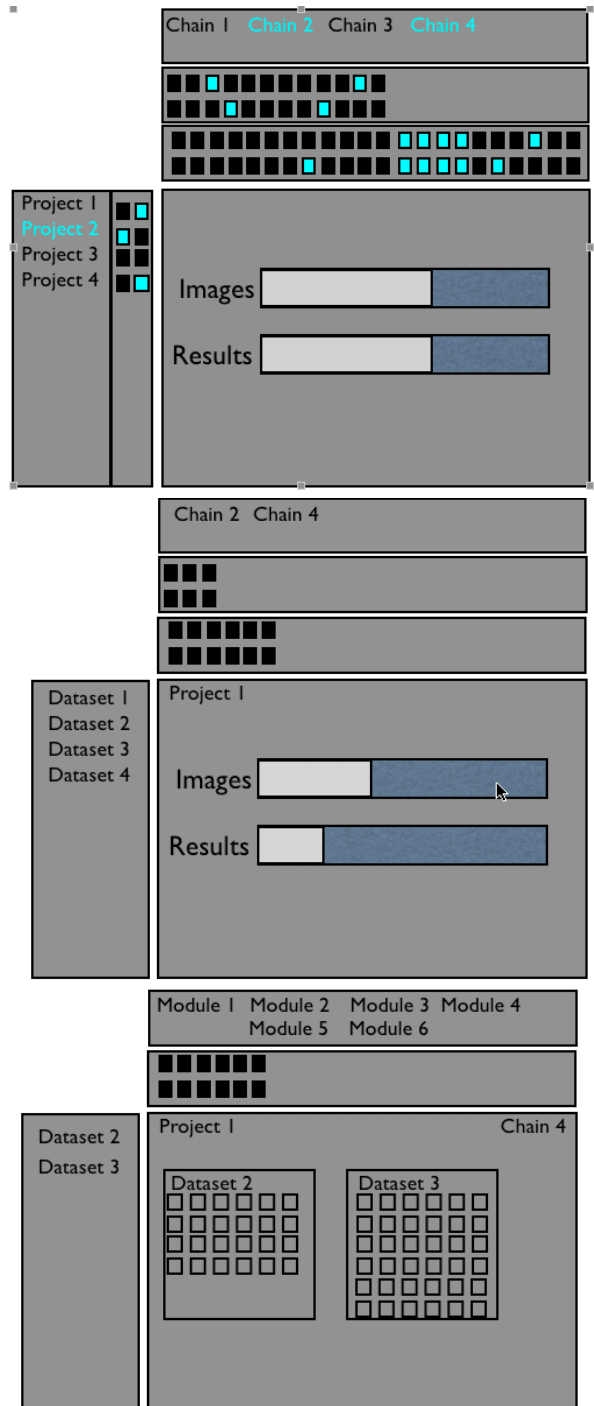 Chain 1 Chain 2 Chain 3 Chain 4
Project 1
Project 2
Project 3
Project 4
Images
Results
Chain 2 Chain 4
Dataset 1
Dataset 2
Dataset 3
Dataset 4
Project 1
Images
Results
Module 1 Module 2 Module 3 Module 4
Module 5 Module 6
Dataset 2
Dataset 3
Project 1 Chain 4
Dataset 2 Dataset 3